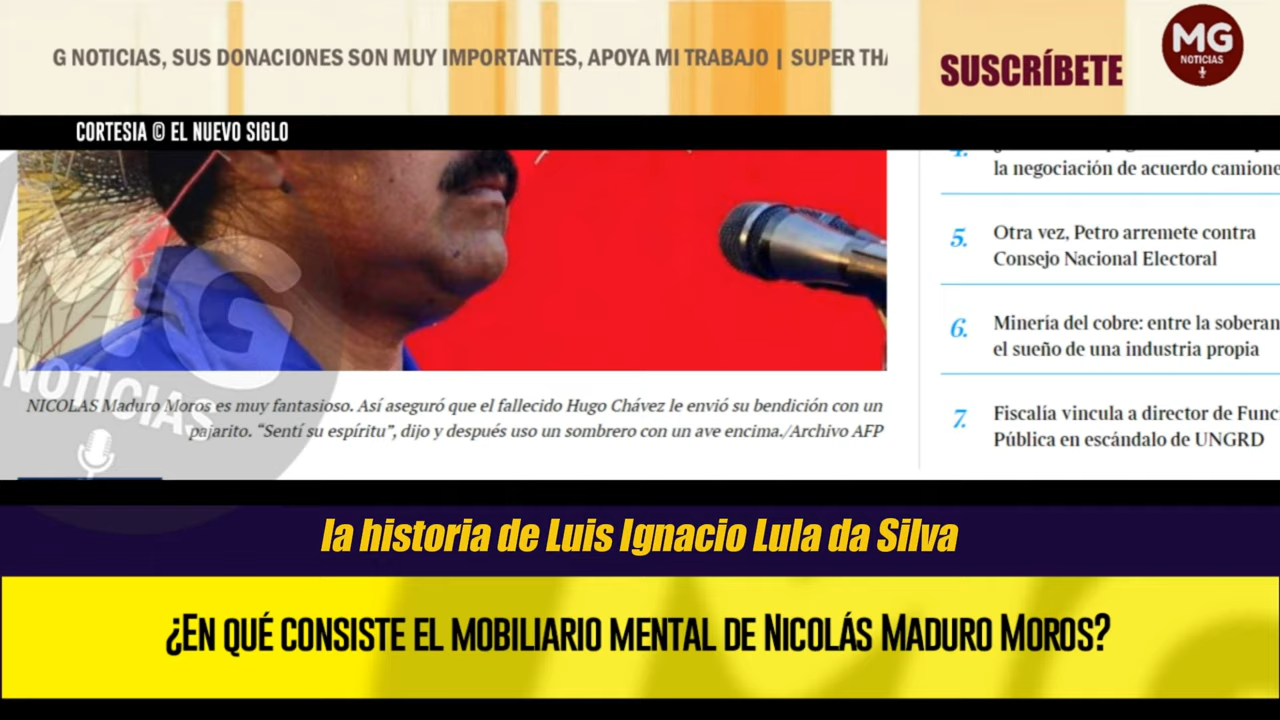 G NOTICIAS, SUS DONACIONES SON MUY IMPORTANTES, APOYA MI TRABAJO | SUPER
SUSCRÍBETE
MG
NOTICIAS
CORTESIA © EL NUEVO SIGLO
la negociación de acuerdo
5. Otra vez, Petro arremete contra
Consejo Nacional Electoral
6. Minería del cobre: entre la
el sueño de una industria propia
7. Fiscalía vincula a director de
Pública en escándalo de UNGRD
MG
NOTICIAS
NICOLAS Maduro Moros es muy fantasioso. Así aseguró que el fallecido Hugo Chávez le envió su bendición con un
pajarito. “Sentí su espíritu”, dijo y después uso un sombrero con un ave encima./Archivo AFP
la historia de Luis Ignacio Lula da Silva
¿En qué consiste el mobiliario mental de Nicolás Maduro Moros?